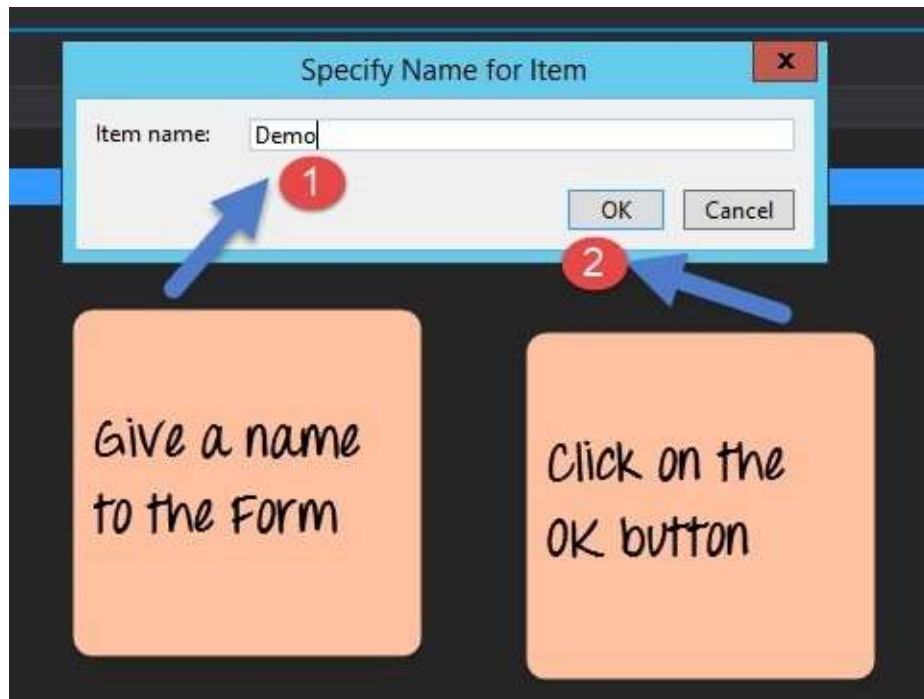 Specify Name for Item
x
Item name: Demo
1
OK Cancel
2
Give a name
to the Form
Click on the
OK button